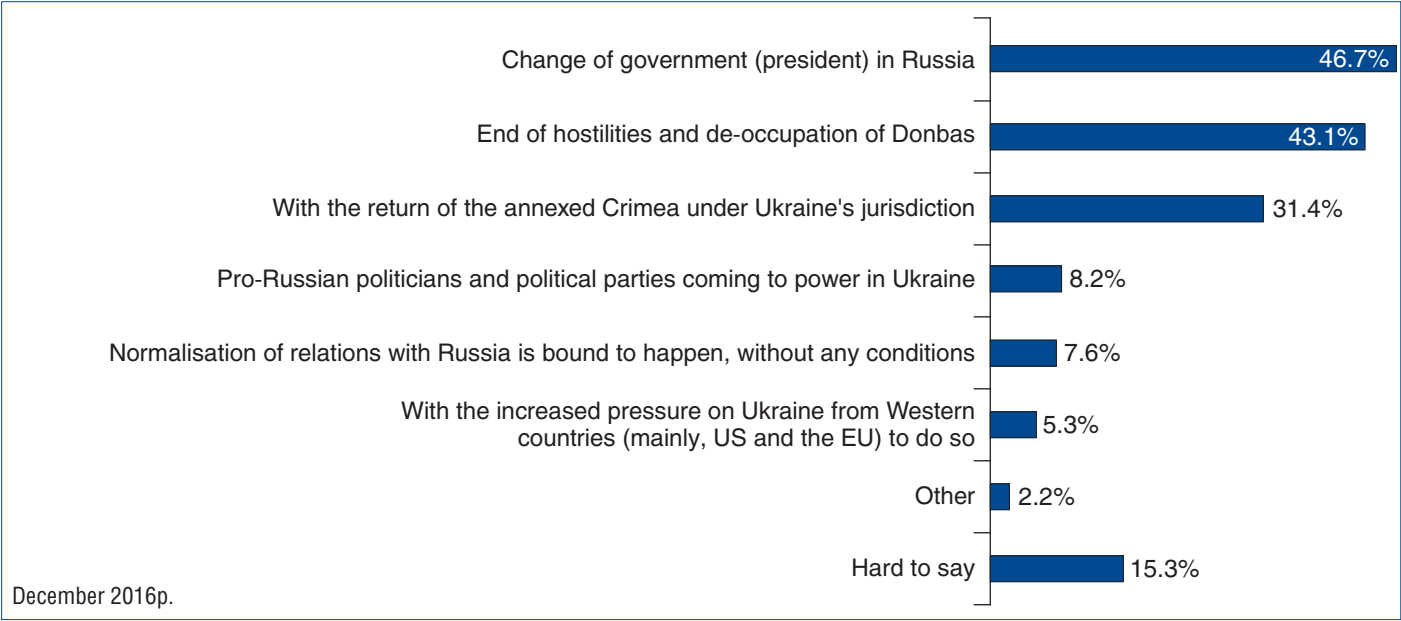 Change of government (president) in Russia
46.7%
End of hostilities and de-occupation of Donbas
43.1%
With the return of the annexed Crimea under Ukraine's jurisdiction
31.4%
Pro-Russian politicians and political parties coming to power in Ukraine
8.2%
Normalisation of relations with Russia is bound to happen, without any conditions
7.6%
With the increased pressure on Ukraine from Western
countries (mainly, US and the EU) to do so
5.3%
Other
2.2%
Hard to say
15.3%
December 2016p.